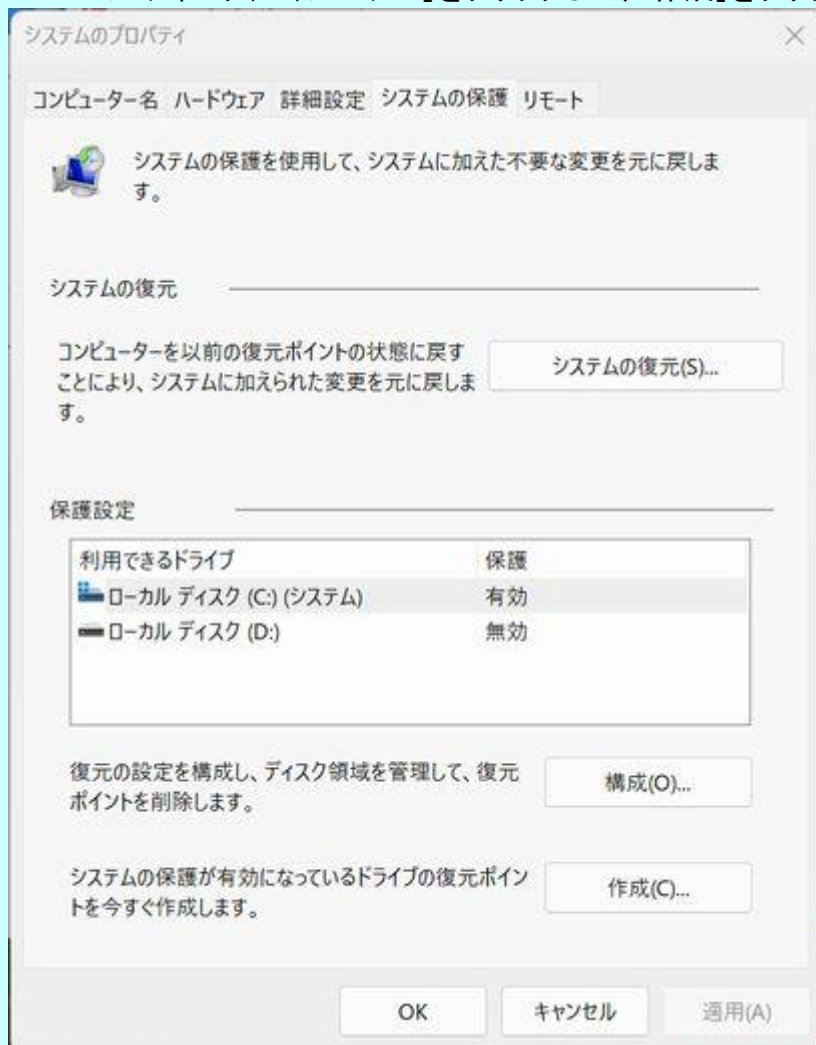 システムのプロパティ
コンピューター名 ハードウェア 詳細設定 システムの保護 リモート
システムの保護を使用して、システムに加えた不要な変更を元に戻しま
す。
システムの復元
コンピューターを以前の復元ポイントの状態に戻す
ことにより、システムに加えられた変更を元に戻しま
す。
システムの復元(S)...
保護設定
利用できるドライブ 保護
ローカル ディスク (C:) (システム) 有効
ローカル ディスク (D:) 無効
復元の設定を構成し、ディスク領域を管理して、復元
ポイントを削除します。
構成(O)...
システムの保護が有効になっているドライブの復元ポイン
トを今すぐ作成します。
作成(C)...
OK キャンセル 適用(A)